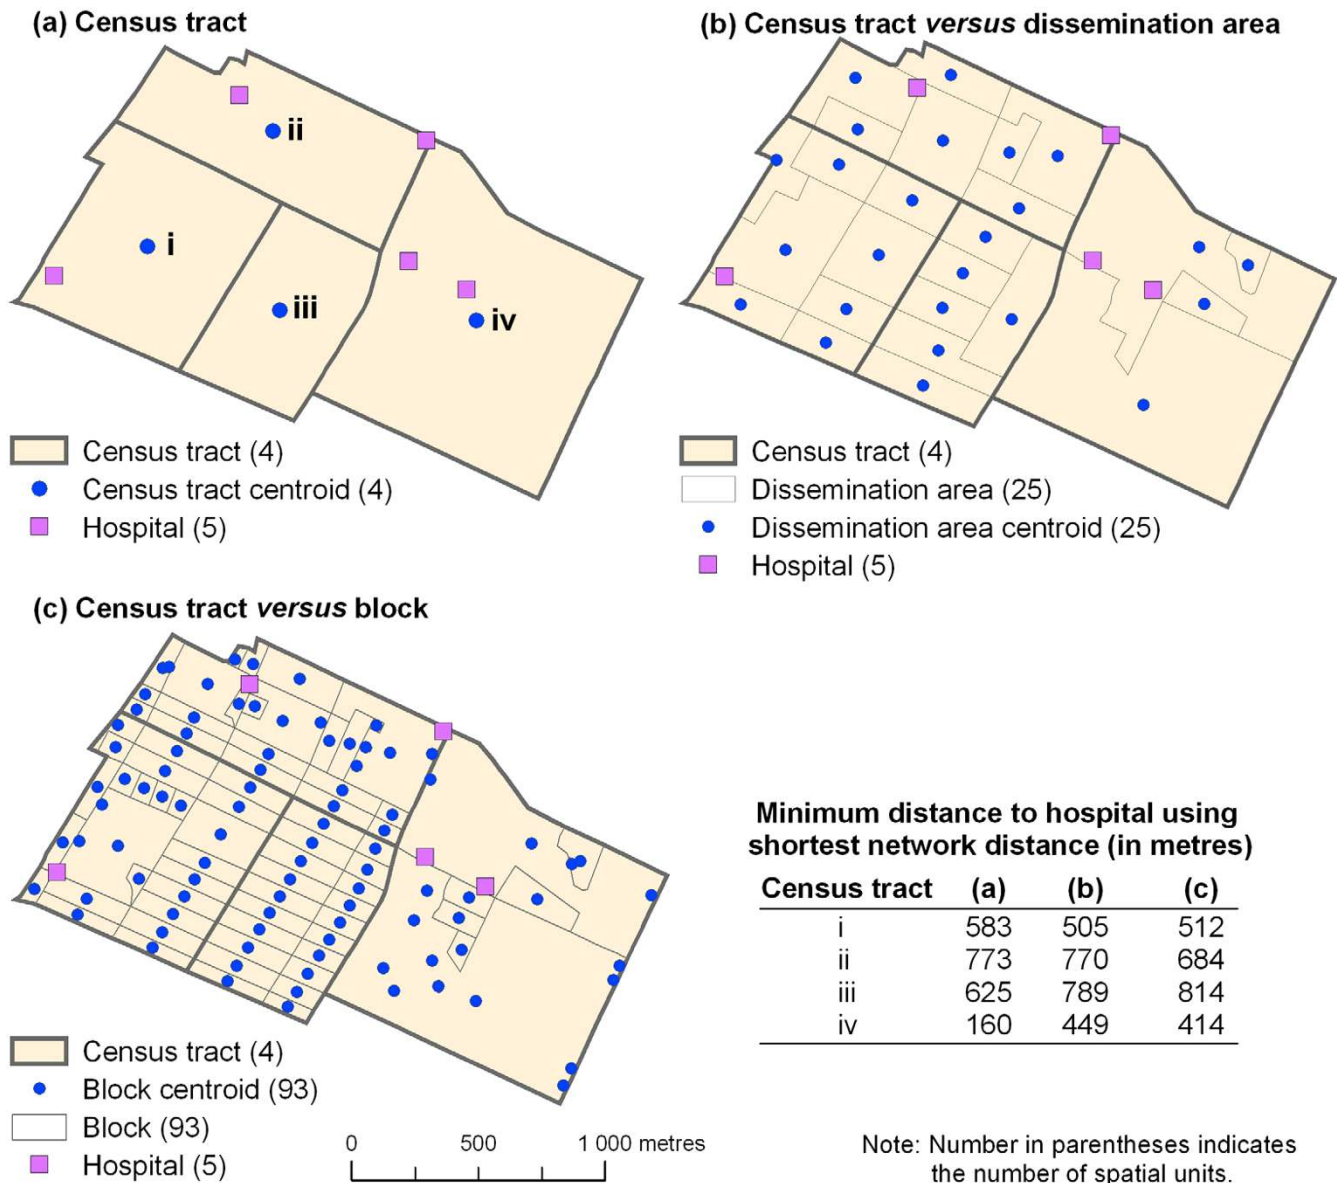 (a) Census tract
ii
i
iii
iv
Census tract (4)
Census tract centroid (4)
Hospital (5)
(b) Census tract versus dissemination area
Census tract (4)
Dissemination area (25)
Dissemination area centroid (25)
Hospital (5)
(c) Census tract versus block
Census tract (4)
Block centroid (93)
Block (93)
Hospital (5)
0 500 1 000 metres
Minimum distance to hospital using
shortest network distance (in metres)
Census tract (a) (b) (c)
i 583 505 512
ii 773 770 684
iii 625 789 814
iv 160 449 414
Note: Number in parentheses indicates
the number of spatial units.